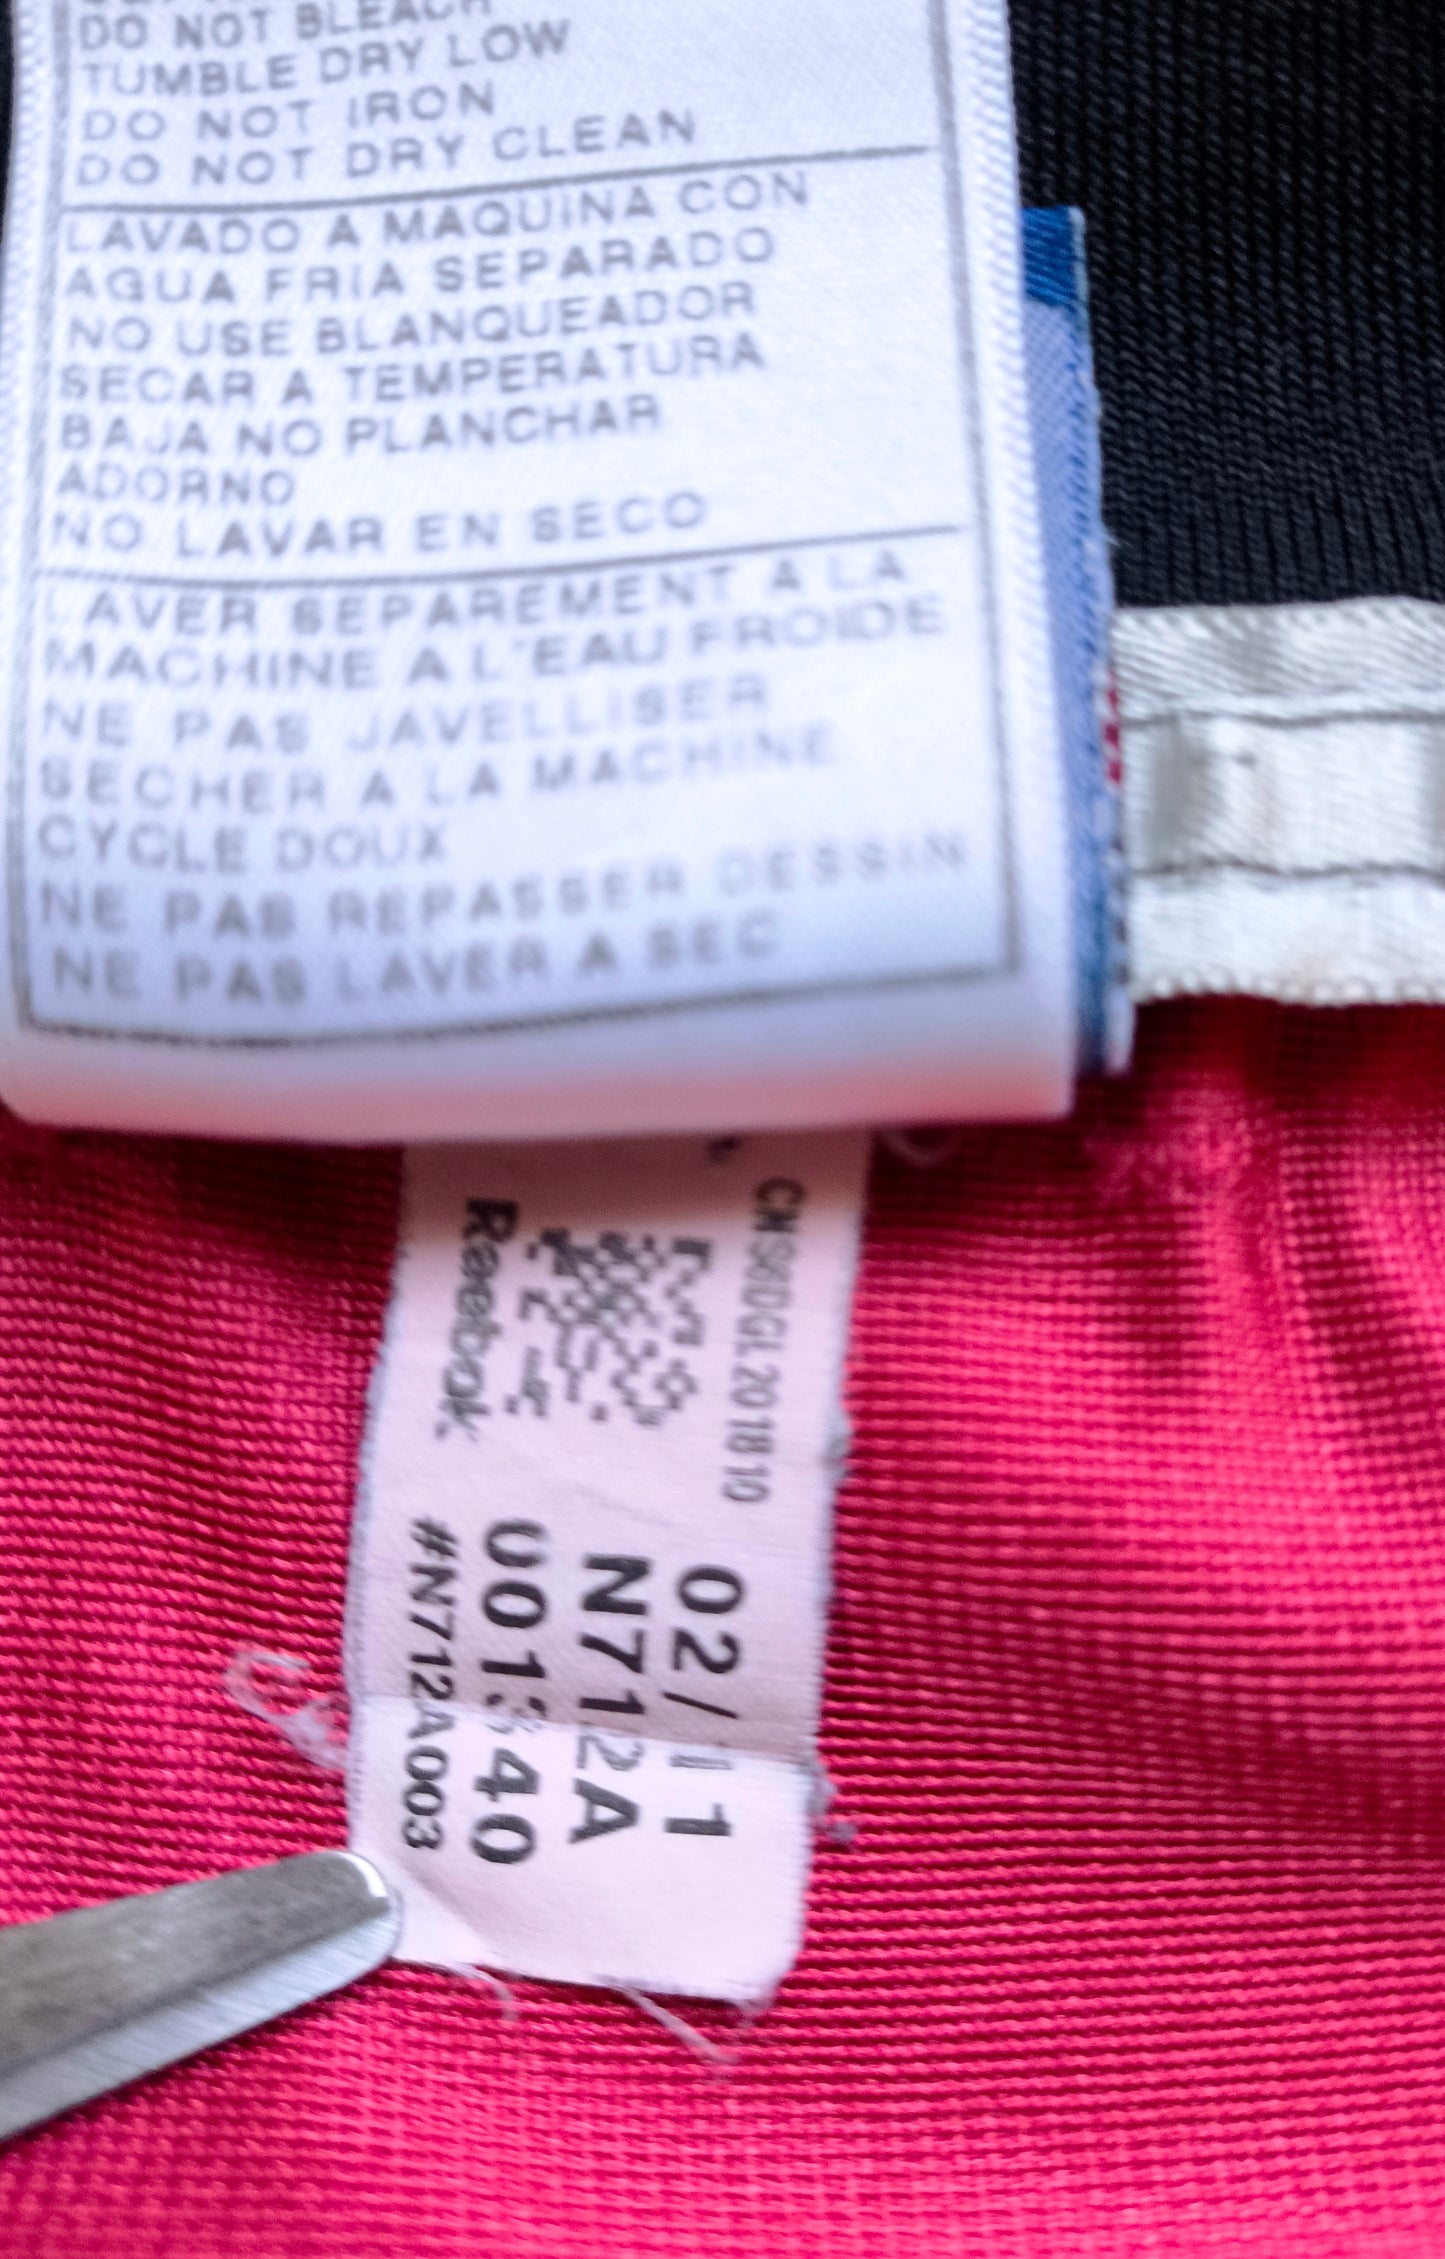 DO NOT BLEACH
TUMBLE DRY LOW
DO NOT IRON
DO NOT DRY CLEAN
LAVADO A MAQUINA CON
AGUA FRIA SEPARADO
NO USE BLANQUEADOR
SECAR A TEMPERATURA
BAJA NO PLANCHAR
ADORNO
NO LAVAR EN SECO
LAVER SEPAREMENT A LA
MACHINE A L'EAU FROIDE
NE PAS JAVELLISER
SECHER A LA MACHINE
CYCLE DOUX
NE PAS REPASSER DESSIN
NE PAS LAVER A SEC
02/11
N712A
001340
#N712A003
Reebok